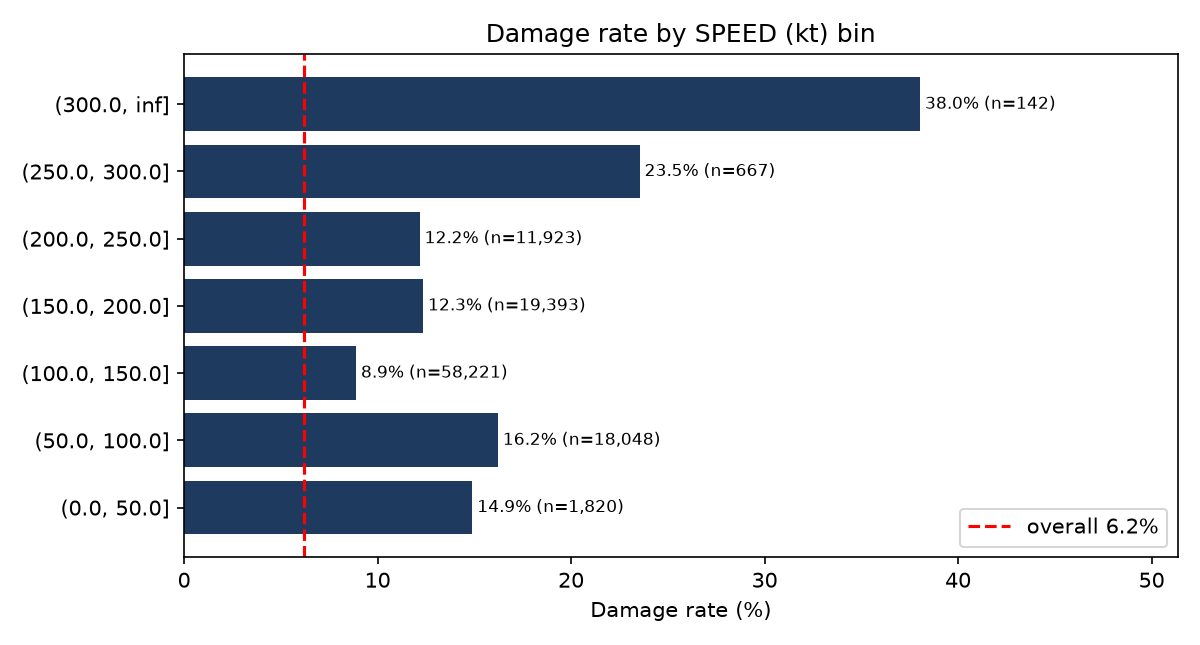 Damage rate by SPEED (kt) bin
(300.0, inf]
38.0% (n=142)
(250.0, 300.0]
23.5% (n=667)
(200.0, 250.0]
12.2% (n=11,923)
(150.0, 200.0]
12.3% (n=19,393)
(100.0, 150.0]
8.9% (n=58,221)
(50.0, 100.0]
16.2% (n=18,048)
(0.0, 50.0]
14.9% (n=1,820)
overall 6.2%
0 10 20 30 40 50
Damage rate (%)